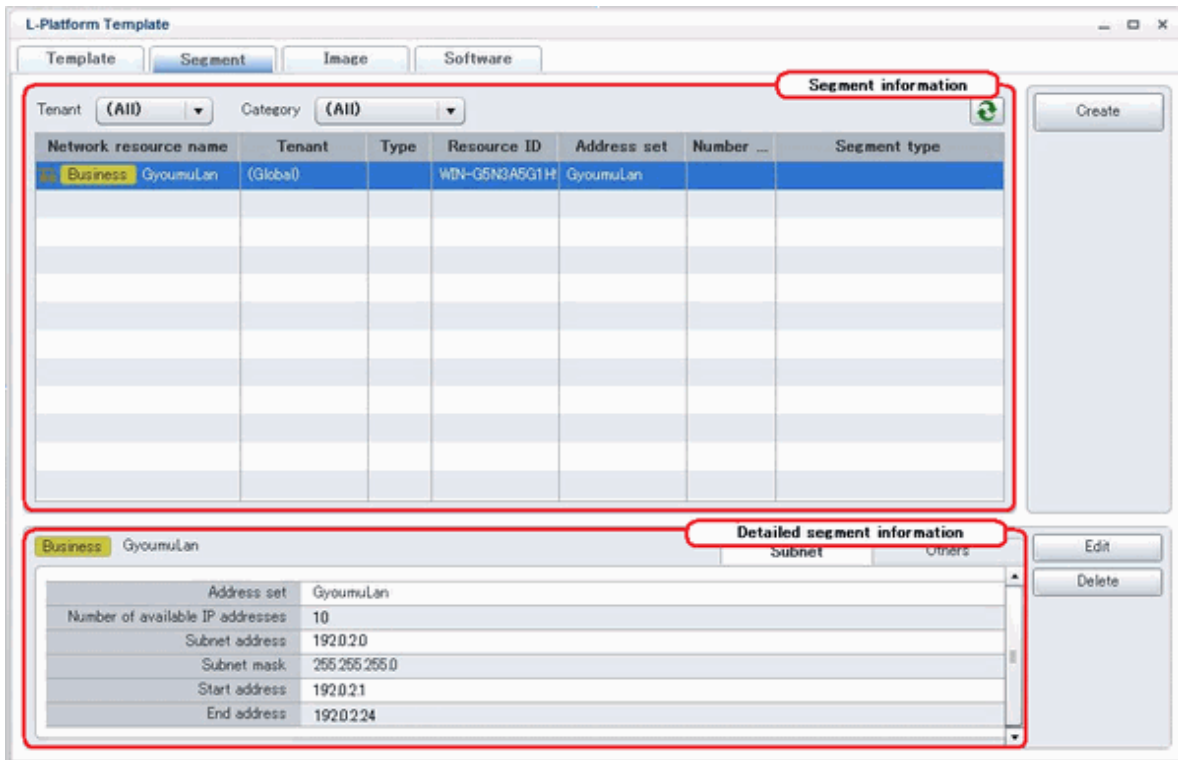 L-Platform Template
Template Segment Image Software
Segment information
Tenant (All) Category (All)
Create
Network resource name Tenant Type Resource ID Address set Number ... Segment type
Business GyoumuLan (Global) WIN-G5N3A5G1H GyoumuLan
Detailed segment information
Business GyoumuLan Subnet Others
Edit
Delete
Address set GyoumuLan
Number of available IP addresses 10
Subnet address 192.0.2.0
Subnet mask 255.255.255.0
Start address 192.0.2.1
End address 192.0.2.24